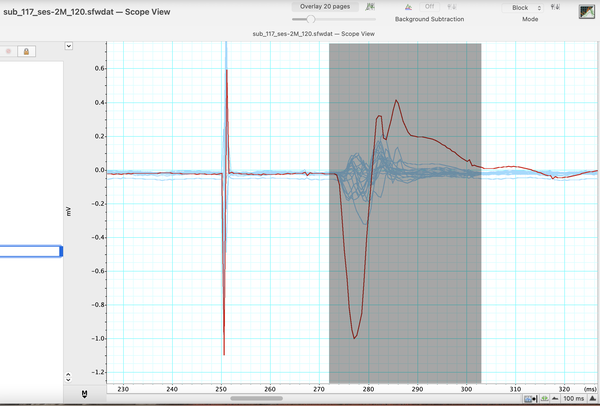 sub_117_ses-2M_120.sfwdat — Scope View
Overlay 20 pages
Off
Block
Background Subtraction
Mode
sub_117_ses-2M_120.sfwdat — Scope View
0.6
0.4
0.2
0.0
-0.2
mV
-0.4
-0.6
-0.8
-1.0
-1.2
230 240 250 260 270 280 290 300 310 320 (ms)
100 ms